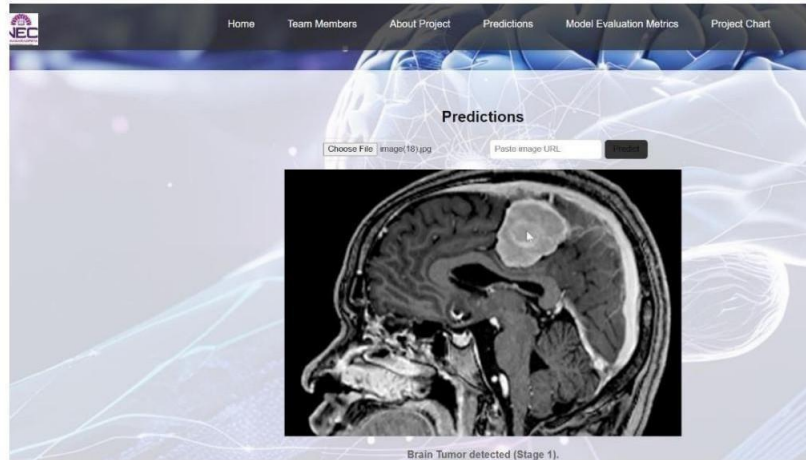 NEC
Home Team Members About Project Predictions Model Evaluation Metrics Project Chart
Predictions
Choose File image(18).jpg Paste image URL Predict
Brain Tumor detected (Stage 1).